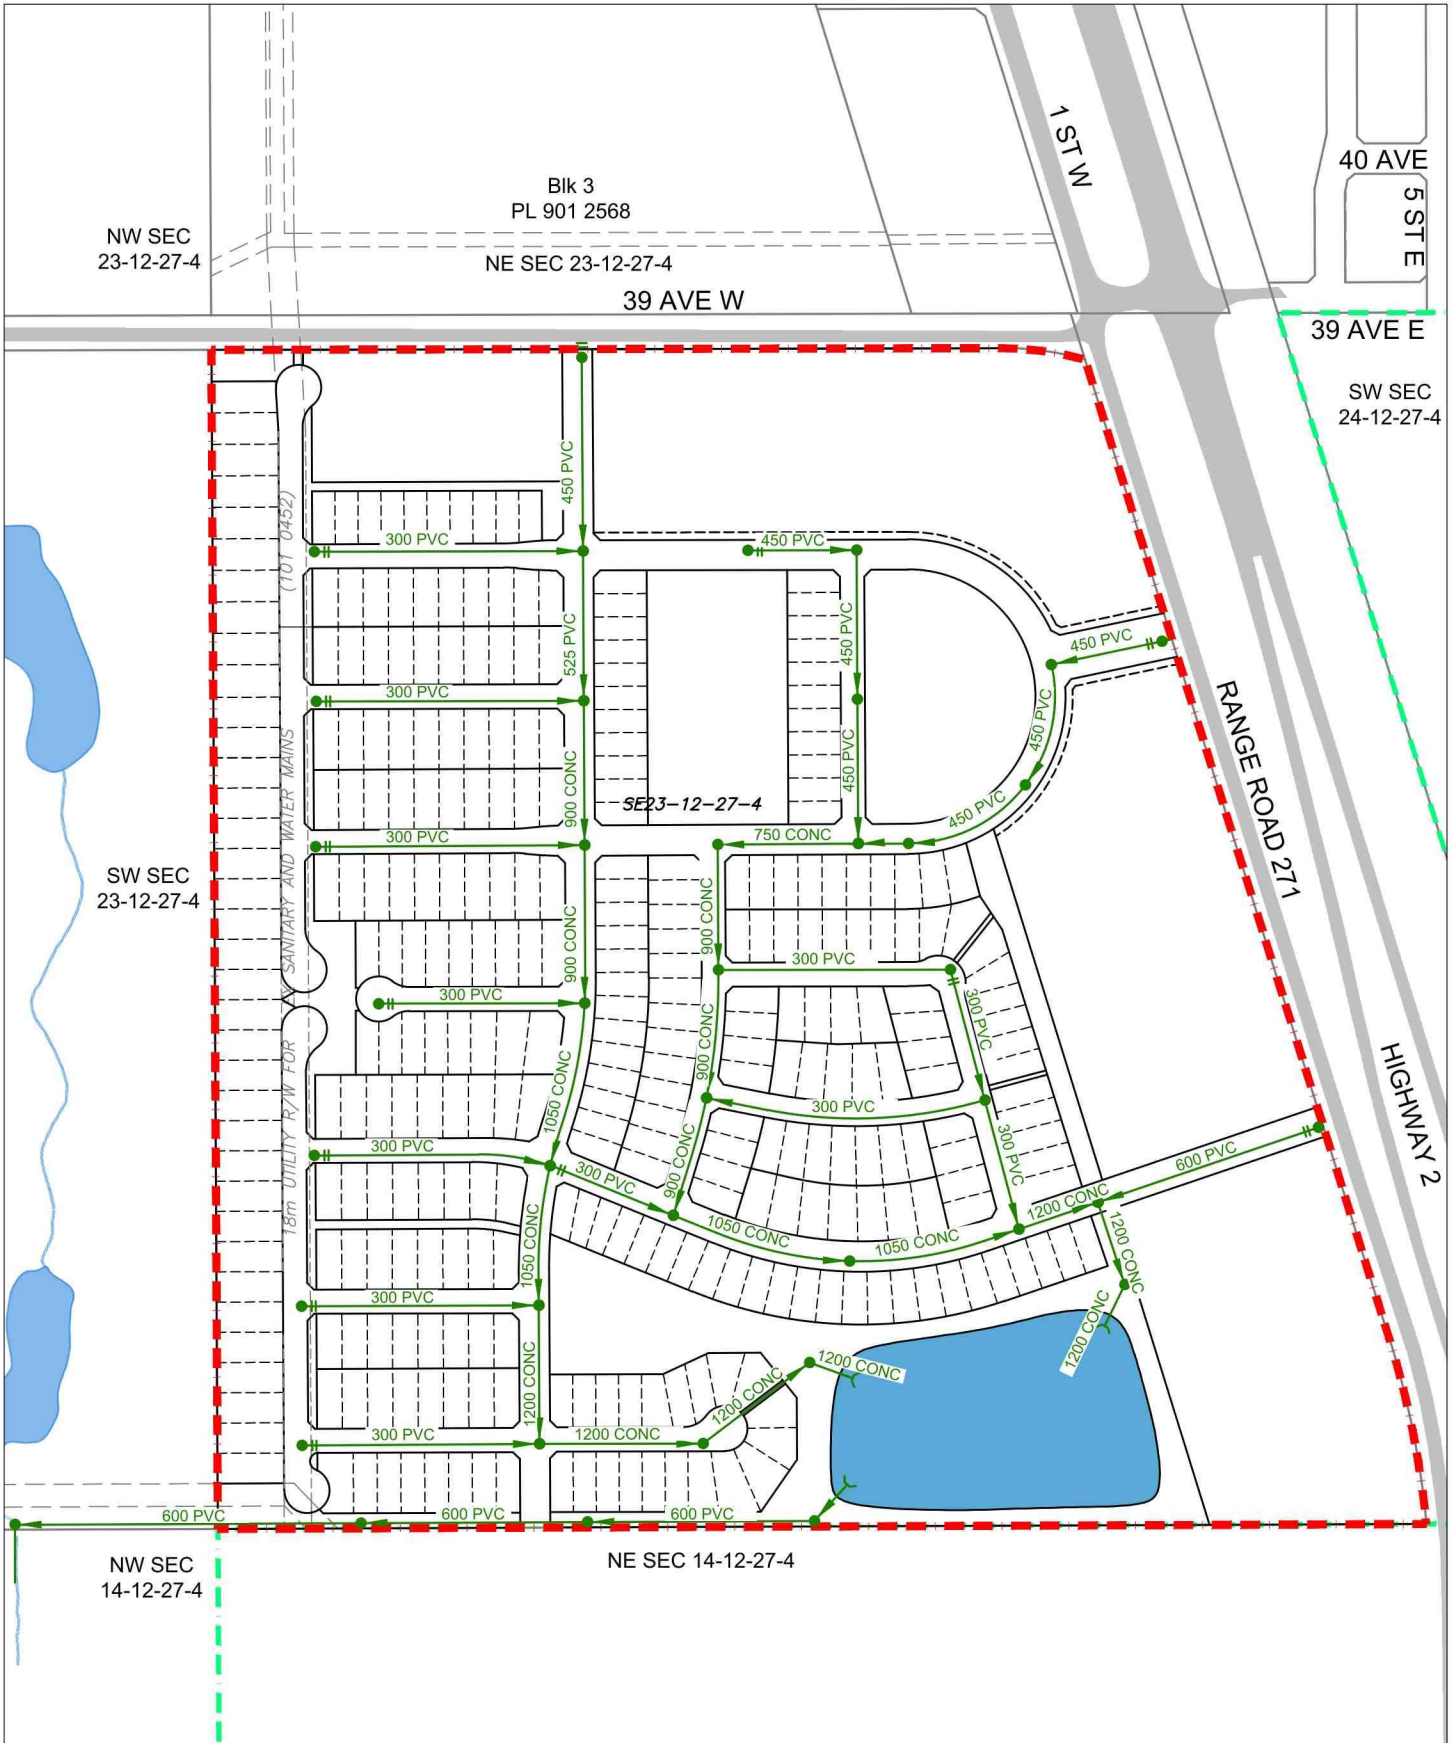 1 ST W
40 AVE
5 ST E
Blk 3
PL 901 2568
NW SEC
23-12-27-4
NE SEC 23-12-27-4
39 AVE W
39 AVE E
SW SEC
24-12-27-4
450 PVC
(101 0452)
300 PVC
450 PVC
525 PVC
450 PVC
450 PVC
300 PVC
450 PVC
RANGE ROAD 271
900 CONC
450 PVC
SE23-12-27-4
450 PVC
300 PVC
750 CONC
SW SEC
23-12-27-4
18m UTILITY R/W FOR SANITARY AND WATER MAINS
900 CONC
900 CONC
300 PVC
300 PVC
300 PVC
900 CONC
1050 CONC
300 PVC
HIGHWAY 2
300 PVC
300 PVC
900 CONC
300 PVC
600 PVC
1200 CONC
1050 CONC
1050 CONC
1050 CONC
1200 CONC
300 PVC
1200 CONC
1200 CONC
1200 CONC
1200 CONC
300 PVC
1200 CONC
600 PVC
600 PVC
600 PVC
NW SEC
14-12-27-4
NE SEC 14-12-27-4